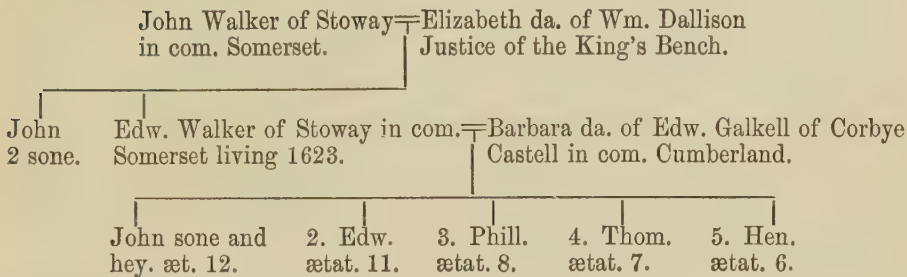 John Walker of Stoway
in com. Somerset.
Elizabeth da. of Wm. Dallison
Justice of the King's Bench.
John
2 sone.
Edw. Walker of Stoway in com.
Somerset living 1623.
Barbara da. of Edw. Galkell of Corbye
Castell in com. Cumberland.
John sone and
hey. æt. 12.
2. Edw.
ætat. 11.
3. Phill.
ætat. 8.
4. Thom.
ætat. 7.
5. Hen.
ætat. 6.